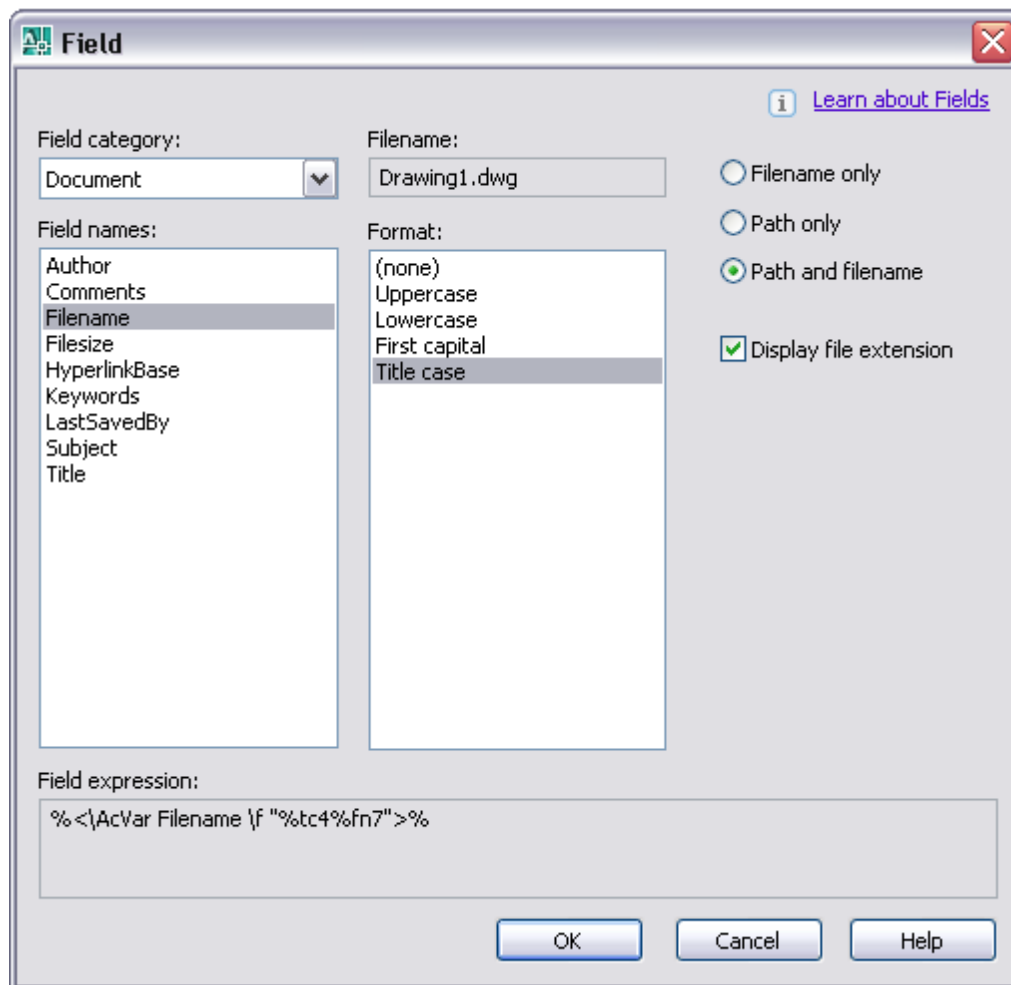 Field
Learn about Fields
Field category:
Document
Filename:
Drawing1.dwg
Filename only
Path only
Path and filename
Display file extension
Field names:
Author
Comments
Filename
Filesize
HyperlinkBase
Keywords
LastSavedBy
Subject
Title
Format:
(none)
Uppercase
Lowercase
First capital
Title case
Field expression:
%<\AcVar Filename \f "%tc4%fn7">%
OK
Cancel
Help